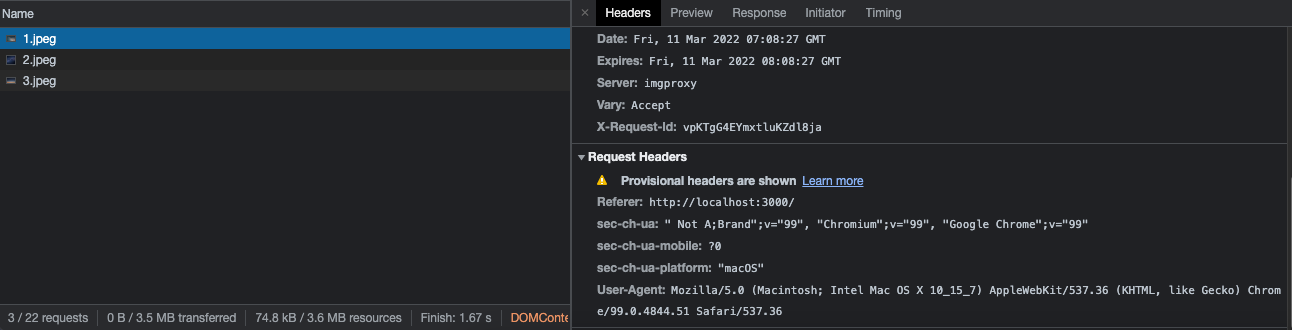 Name
1.jpeg
2.jpeg
3.jpeg
3 / 22 requests 0 B / 3.5 MB transferred 74.8 kB / 3.6 MB resources Finish: 1.67 s DOMConte
× Headers Preview Response Initiator Timing
Date: Fri, 11 Mar 2022 07:08:27 GMT
Expires: Fri, 11 Mar 2022 08:08:27 GMT
Server: imgproxy
Vary: Accept
X-Request-Id: vpKTgG4EYmxtluKZdl8ja
Request Headers
Provisional headers are shown Learn more
Referer: http://localhost:3000/
sec-ch-ua: " Not A;Brand";v="99", "Chromium";v="99", "Google Chrome";v="99"
sec-ch-ua-mobile: ?0
sec-ch-ua-platform: "macOS"
User-Agent: Mozilla/5.0 (Macintosh; Intel Mac OS X 10_15_7) AppleWebKit/537.36 (KHTML, like Gecko) Chrom
e/99.0.4844.51 Safari/537.36